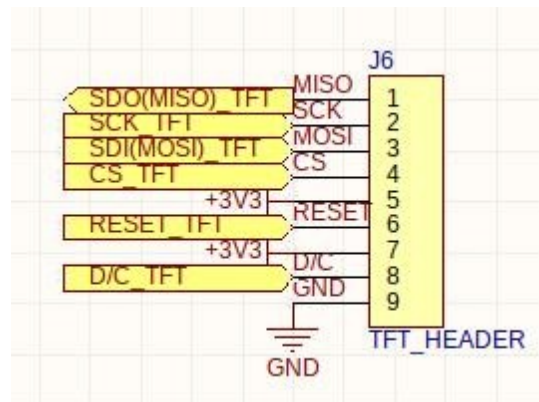 J6
SDO(MISO)_TFT MISO 1
SCK_TFT SCK 2
SDI(MOSI)_TFT MOSI 3
CS_TFT CS 4
+3V3 5
RESET_TFT RESET 6
+3V3 7
D/C_TFT D/C 8
GND 9
TFT_HEADER
GND